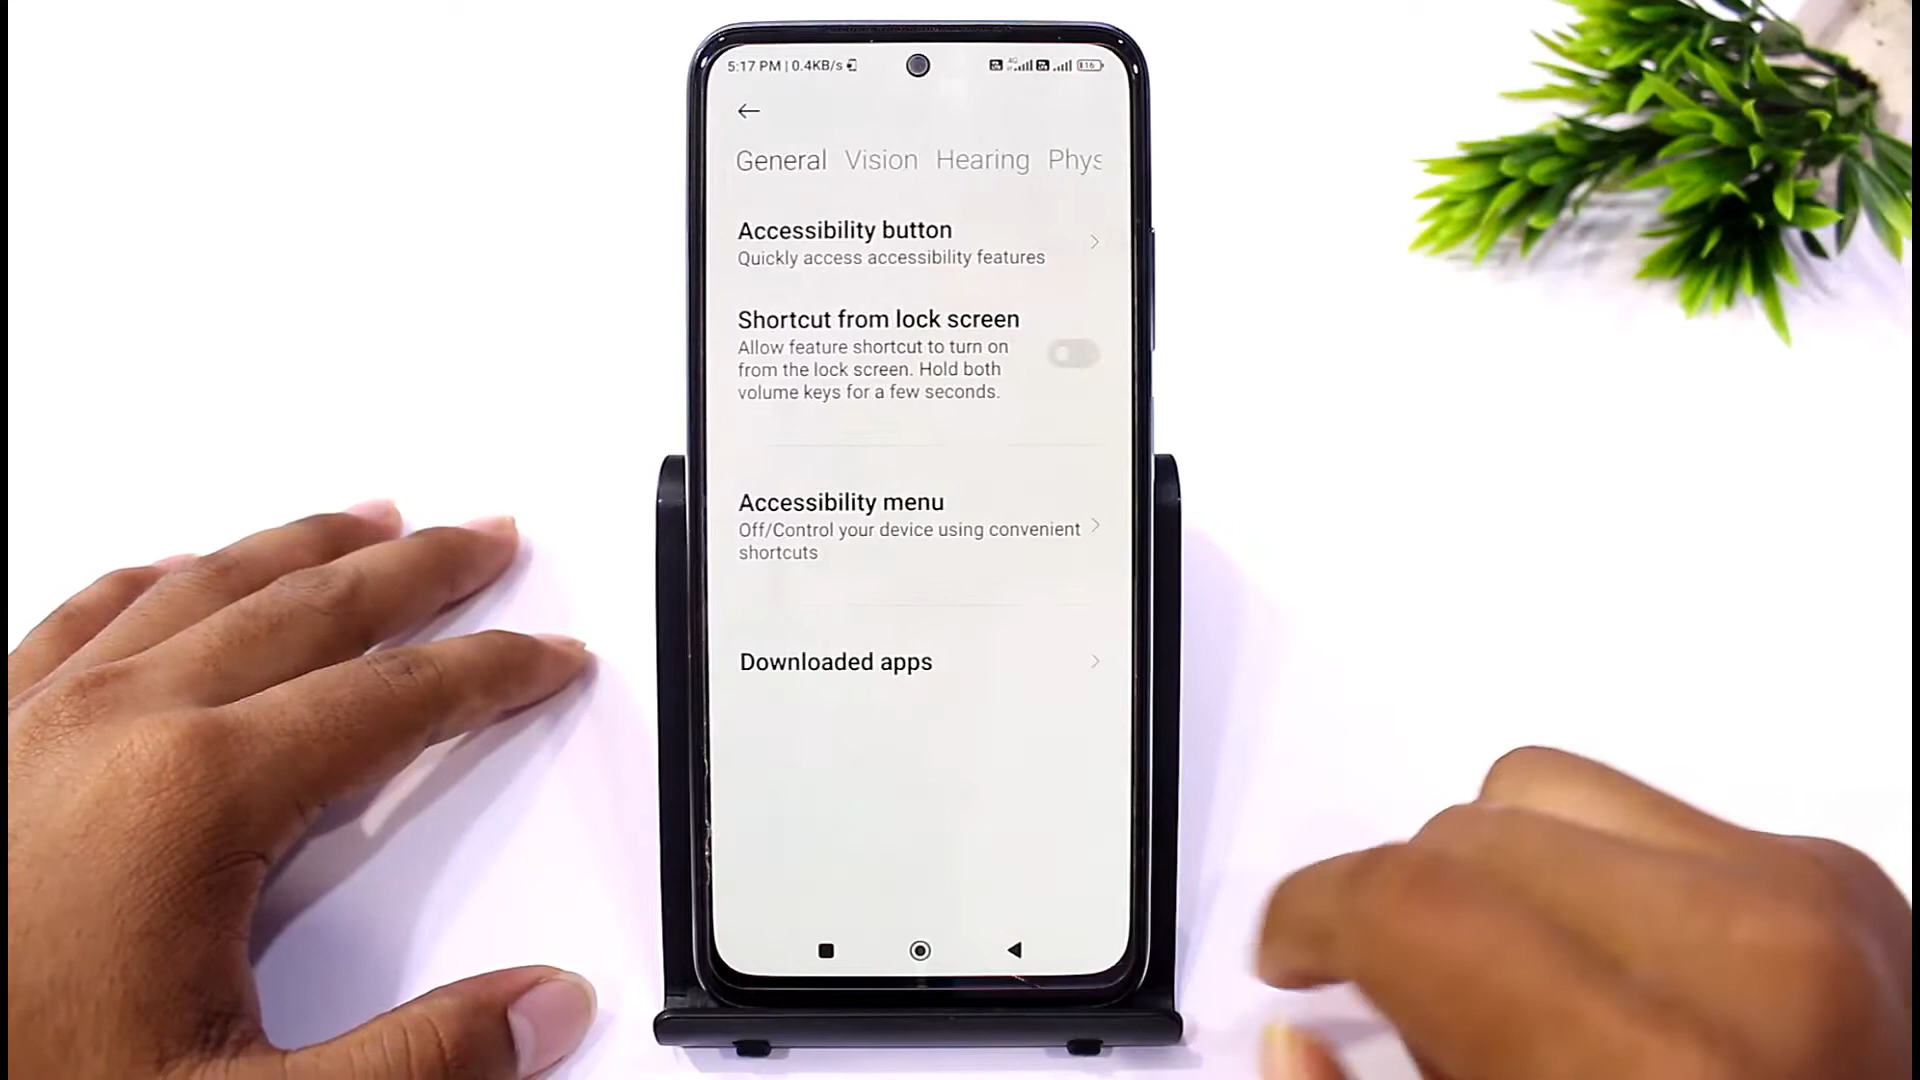 5:17 PM | 0.4KB/s
4G
16
General Vision Hearing Phys
Accessibility button
Quickly access accessibility features
Shortcut from lock screen
Allow feature shortcut to turn on
from the lock screen. Hold both
volume keys for a few seconds.
Accessibility menu
Off/Control your device using convenient
shortcuts
Downloaded apps